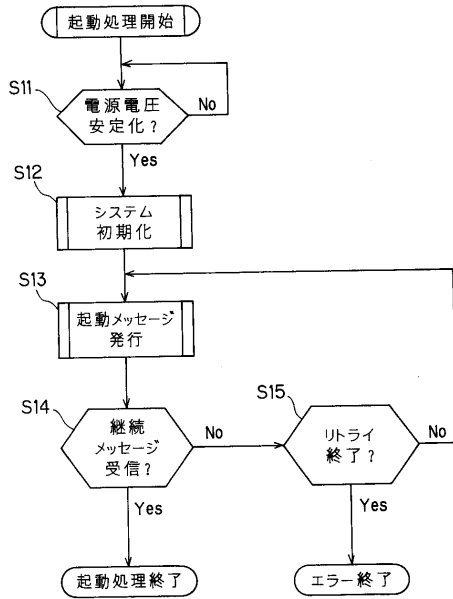 起動処理開始
S11
電源電圧
安定化?
No
Yes
S12
システム
初期化
S13
起動メッセージ
発行
S14
継続
メッセージ
受信?
No
S15
リトライ
終了?
No
Yes
Yes
起動処理終了
エラー終了